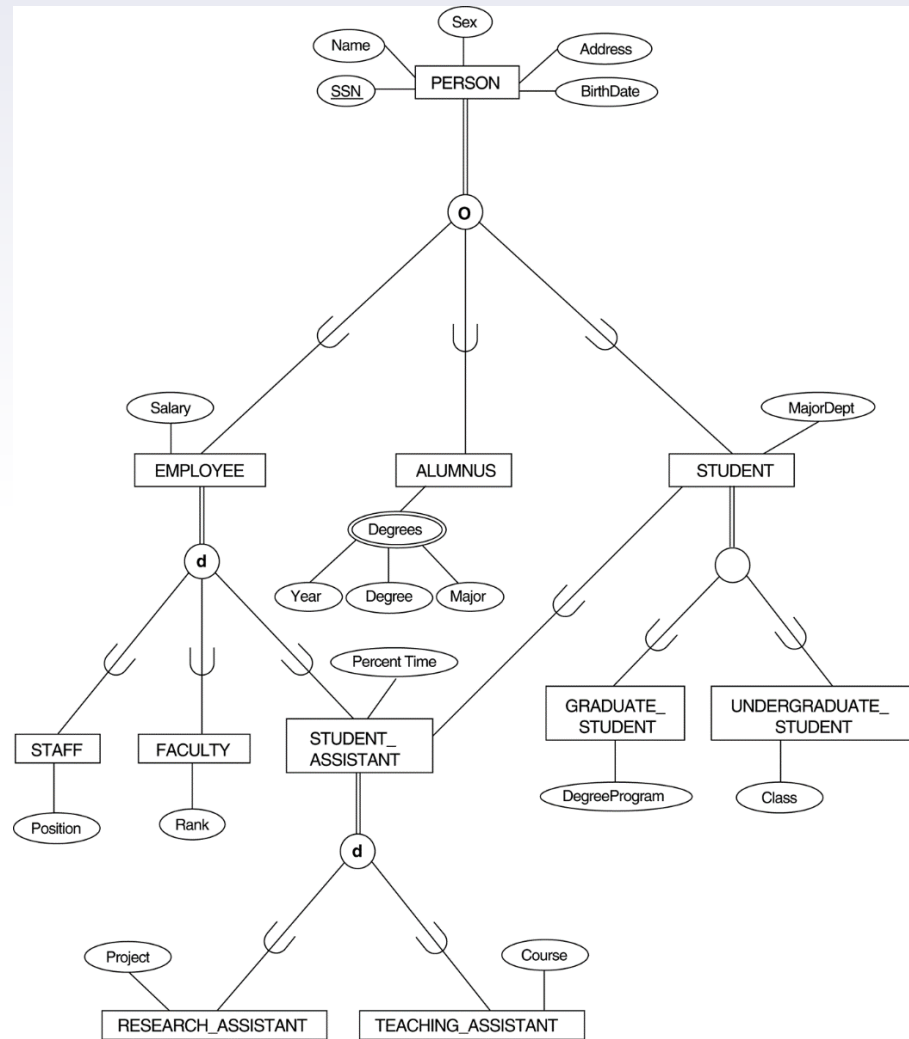 Sex
Name
Address
PERSON
SSN
BirthDate
O
Salary
MajorDept
EMPLOYEE
ALUMNUS
STUDENT
Degrees
d
Year
Degree
Major
Percent Time
GRADUATE_
STUDENT
UNDERGRADUATE_
STUDENT
STAFF
FACULTY
STUDENT_
ASSISTANT
DegreeProgram
Class
Position
Rank
d
Project
Course
RESEARCH_ASSISTANT
TEACHING_ASSISTANT